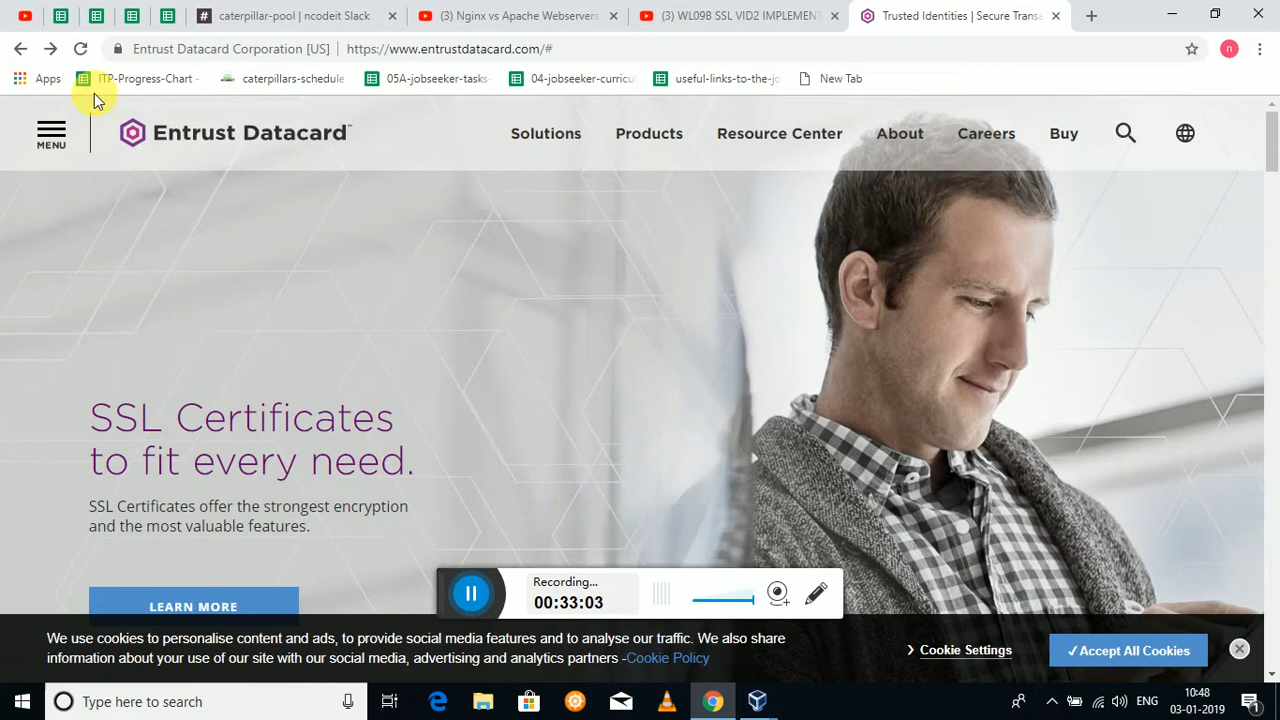 caterpillar-pool | ncodeit Slack
(3) Nginx vs Apache Webservers
(3) WL09B SSL VID2 IMPLEMENT
Trusted Identities | Secure Transa
Entrust Datacard Corporation [US]
https://www.entrustdatacard.com/#
n
Apps
ITP-Progress-Chart -
caterpillars-schedule
05A-jobseeker-tasks-
04-jobseeker-curricu
useful-links-to-the-jo
New Tab
MENU
Entrust Datacard™
Solutions
Products
Resource Center
About
Careers
Buy
SSL Certificates
to fit every need.
SSL Certificates offer the strongest encryption
and the most valuable features.
LEARN MORE
Recording...
00:33:03
We use cookies to personalise content and ads, to provide social media features and to analyse our traffic. We also share
information about your use of our site with our social media, advertising and analytics partners -Cookie Policy
Cookie Settings
✓Accept All Cookies
Type here to search
ENG
10:48
03-01-2019
1